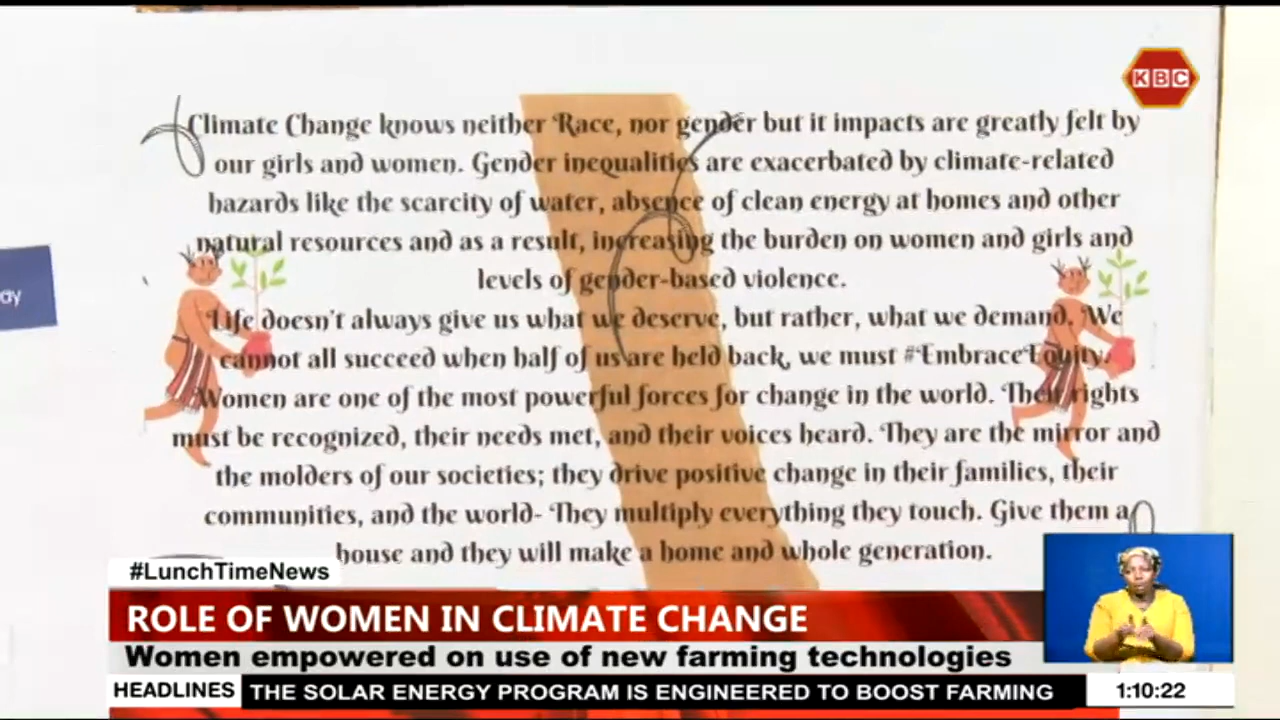 KBC
Climate Change knows neither Race, nor gender but it impacts are greatly felt by
our girls and women. Gender inequalities are exacerbated by climate-related
hazards like the scarcity of water, absence of clean energy at homes and other
natural resources and as a result, increasing the burden on women and girls and
levels of gender-based violence.
Life doesn't always give us what we deserve, but rather, what we demand. We
cannot all succeed when half of us are held back, we must #EmbraceEquity.
Women are one of the most powerful forces for change in the world. Their rights
must be recognized, their needs met, and their voices heard. They are the mirror and
the molders of our societies; they drive positive change in their families, their
communities, and the world- They multiply everything they touch. Give them a
house and they will make a home and whole generation.
#LunchTimeNews
ROLE OF WOMEN IN CLIMATE CHANGE
Women empowered on use of new farming technologies
HEADLINES THE SOLAR ENERGY PROGRAM IS ENGINEERED TO BOOST FARMING 1:10:22